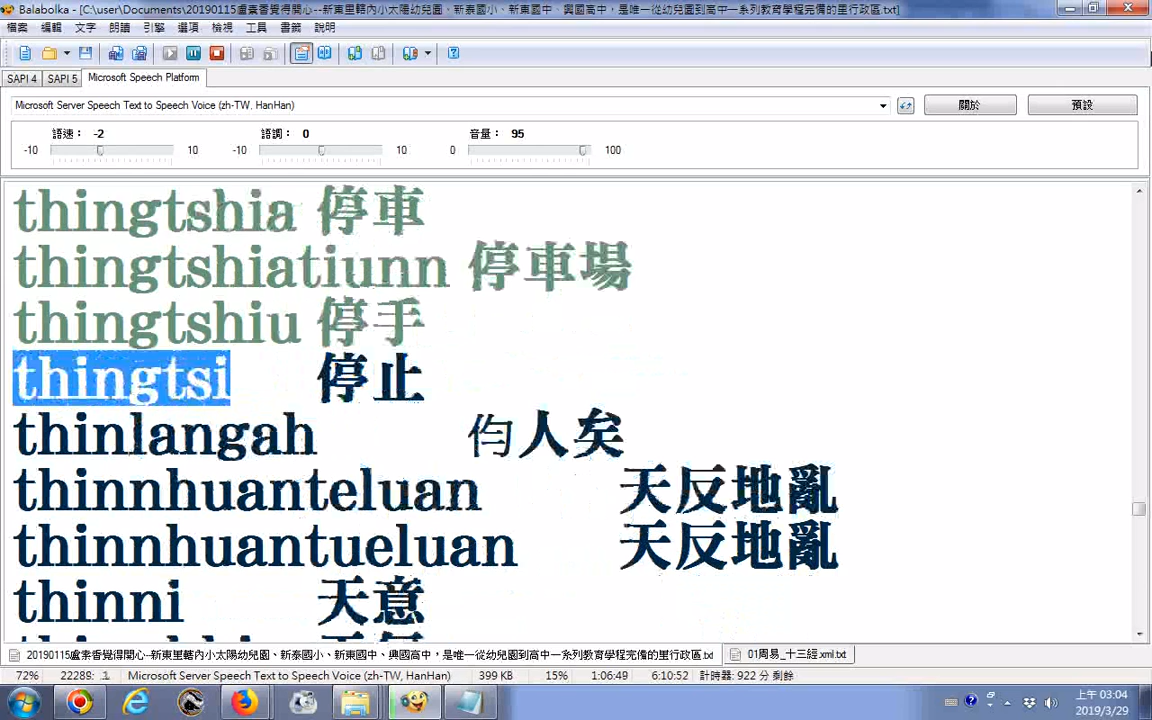 Balabolka - [C:\user\Documents\20190115盧素香覺得開心--新東里轄內小太陽幼兒園、新泰國小、新東國中、興國高中，是唯一從幼兒園到高中一系列教育學程完備的里行政區.txt]
檔案 編輯 文字 朗讀 引擎 選項 檢視 工具 書籤 說明
SAPI 4 SAPI 5 Microsoft Speech Platform
Microsoft Server Speech Text to Speech Voice (zh-TW, HanHan) 關於 預設
語速： -2 語調： 0 音量： 95
-10 10 -10 10 0 100
thingtshia 停車
thingtshiatiunn 停車場
thingtshiu 停手
thingtsi 停止
thinlangah 伨人矣
thinnhuanteluan 天反地亂
thinnhuantueluan 天反地亂
thinni 天意
20190115盧素香覺得開心--新東里轄內小太陽幼兒園、新泰國小、新東國中、興國高中，是唯一從幼兒園到高中一系列教育學程完備的里行政區.txt 01周易_十三經.xml.txt
72% 22289: 1 Microsoft Server Speech Text to Speech Voice (zh-TW, HanHan) 399 KB 15% 1:06:49 6:10:52 計時器: 922 分 剩餘
上午 03:04
2019/3/29